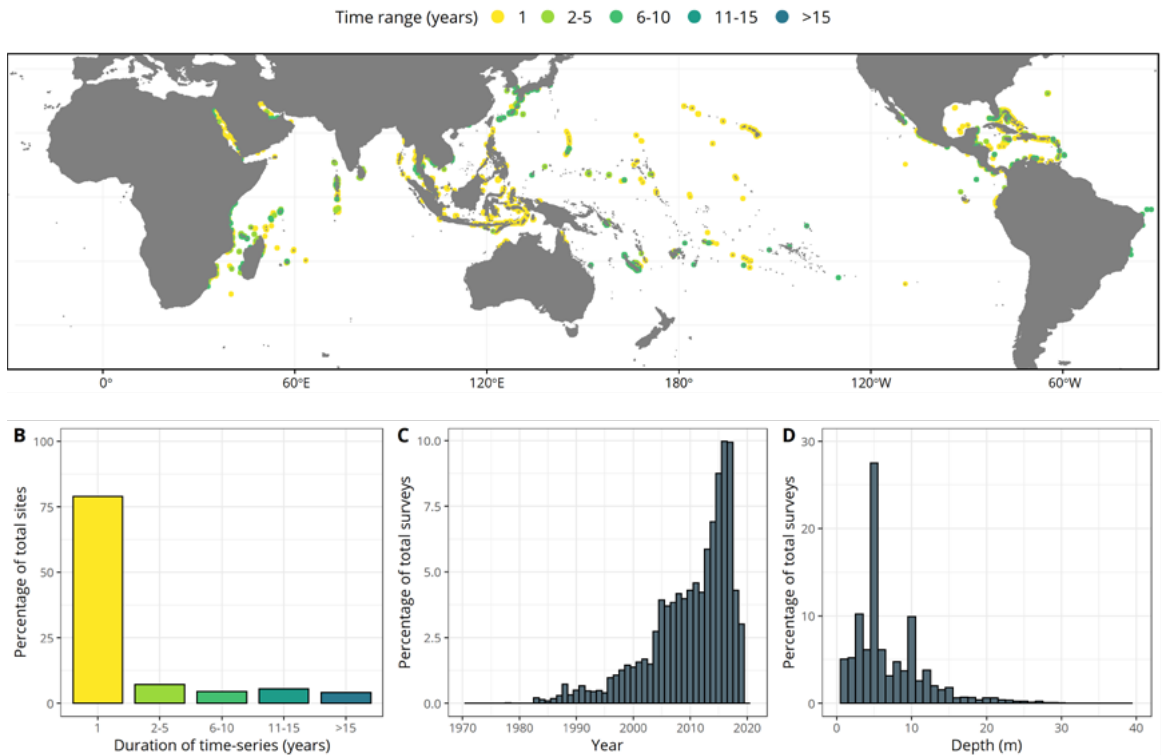 Time range (years) 1 2-5 6-10 11-15 >15
0° 60°E 120°E 180° 120°W 60°W
B
Percentage of total sites
100
75
50
25
0
1 2-5 6-10 11-15 >15
Duration of time-series (years)
C
Percentage of total surveys
10.0
7.5
5.0
2.5
0.0
1970 1980 1990 2000 2010 2020
Year
D
Percentage of total surveys
30
20
10
0
0 10 20 30 40
Depth (m)